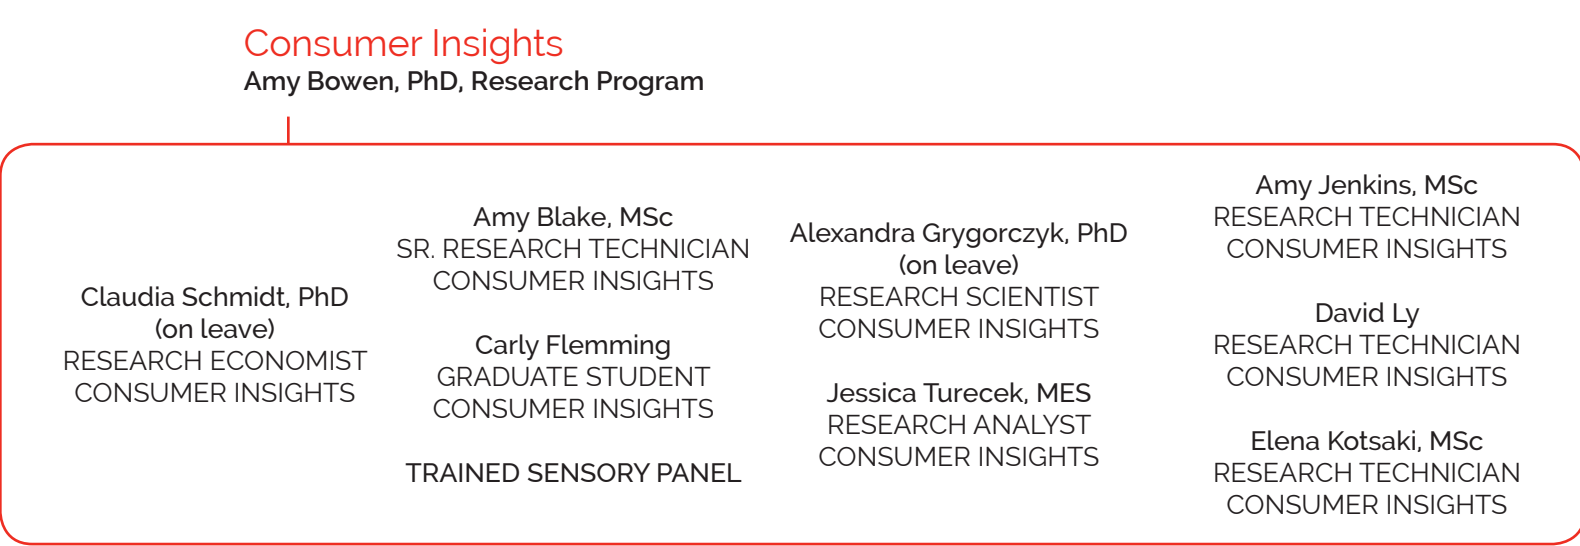 Consumer Insights
Amy Bowen, PhD, Research Program
Claudia Schmidt, PhD
(on leave)
RESEARCH ECONOMIST
CONSUMER INSIGHTS
Amy Blake, MSc
SR. RESEARCH TECHNICIAN
CONSUMER INSIGHTS
Carly Flemming
GRADUATE STUDENT
CONSUMER INSIGHTS
TRAINED SENSORY PANEL
Alexandra Grygorczyk, PhD
(on leave)
RESEARCH SCIENTIST
CONSUMER INSIGHTS
Jessica Turecek, MES
RESEARCH ANALYST
CONSUMER INSIGHTS
Amy Jenkins, MSc
RESEARCH TECHNICIAN
CONSUMER INSIGHTS
David Ly
RESEARCH TECHNICIAN
CONSUMER INSIGHTS
Elena Kotsaki, MSc
RESEARCH TECHNICIAN
CONSUMER INSIGHTS